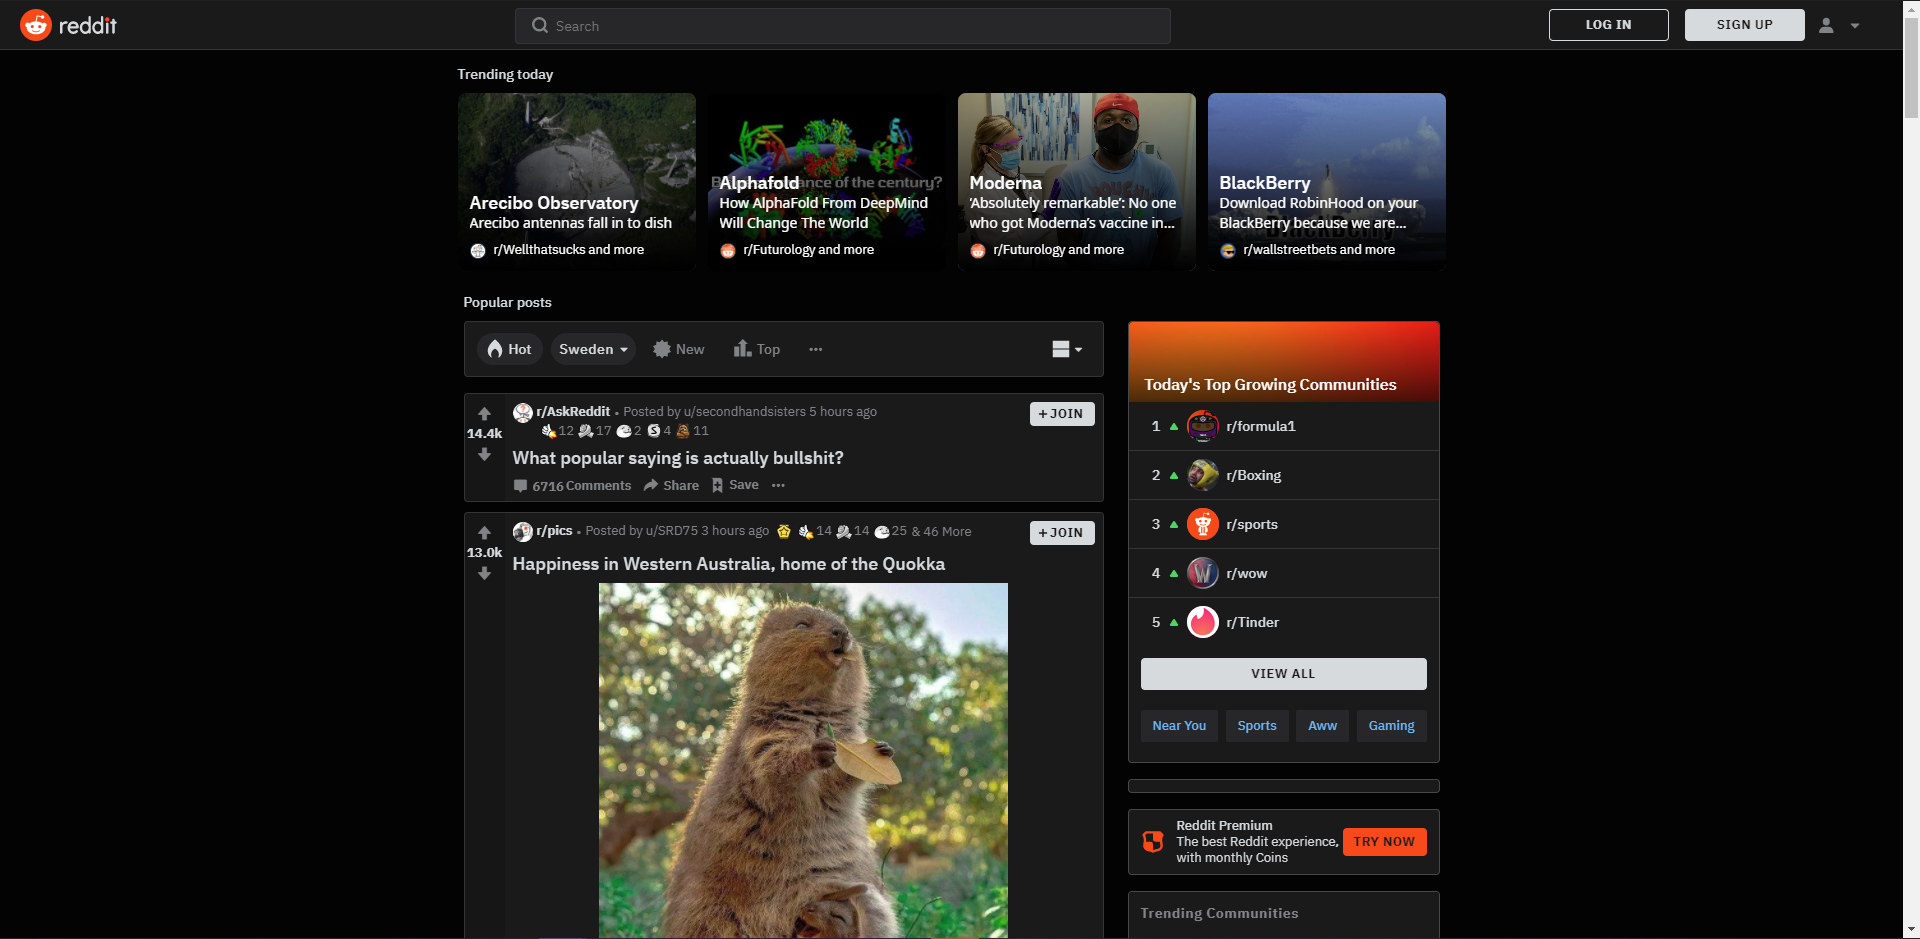 reddit
Search
LOG IN
SIGN UP
Trending today
Arecibo Observatory
Arecibo antennas fall in to dish
r/Wellthatsucks and more
Alphafold
ance of the century?
How AlphaFold From DeepMind
Will Change The World
r/Futurology and more
Moderna
‘Absolutely remarkable’: No one
who got Moderna’s vaccine in...
r/Futurology and more
BlackBerry
Download RobinHood on your
BlackBerry because we are...
r/wallstreetbets and more
Popular posts
Hot
Sweden
New
Top
r/AskReddit • Posted by u/secondhandsisters 5 hours ago
+ JOIN
12 17 2 4 11
14.4k
What popular saying is actually bullshit?
6716 Comments Share Save
r/pics • Posted by u/SRD75 3 hours ago 14 14 25 & 46 More
+ JOIN
13.0k
Happiness in Western Australia, home of the Quokka
Today's Top Growing Communities
1 r/formula1
2 r/Boxing
3 r/sports
4 r/wow
5 r/Tinder
VIEW ALL
Near You
Sports
Aww
Gaming
Reddit Premium
The best Reddit experience,
with monthly Coins
TRY NOW
Trending Communities